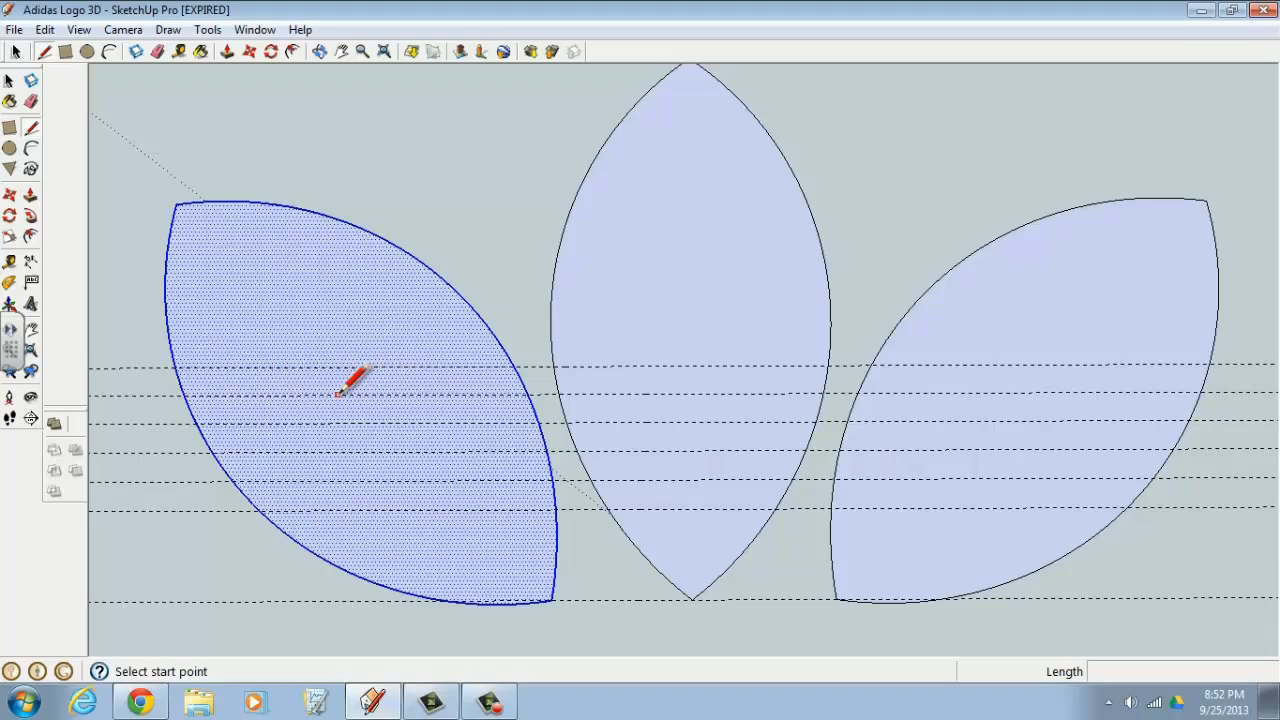 Adidas Logo 3D - SketchUp Pro [EXPIRED]
File Edit View Camera Draw Tools Window Help
Select start point
Length
8:52 PM
9/25/2013